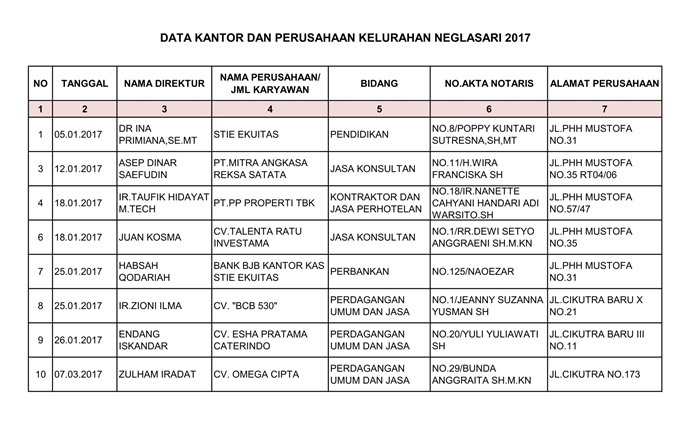 DATA KANTOR DAN PERUSAHAAN KELURAHAN NEGLASARI 2017
NO TANGGAL NAMA DIREKTUR NAMA PERUSAHAAN/ JML KARYAWAN BIDANG NO.AKTA NOTARIS ALAMAT PERUSAHAAN
1 2 3 4 5 6 7
1 05.01.2017 DR INA PRIMIANA,SE.MT STIE EKUITAS PENDIDIKAN NO.8/POPPY KUNTARI SUTRESNA,SH,MT JL.PHH MUSTOFA NO.31
3 12.01.2017 ASEP DINAR SAEFUDIN PT.MITRA ANGKASA REKSA SATATA JASA KONSULTAN NO.11/H.WIRA FRANCISKA SH JL.PHH MUSTOFA NO.35 RT04/06
4 18.01.2017 IR.TAUFIK HIDAYAT M.TECH PT.PP PROPERTI TBK KONTRAKTOR DAN JASA PERHOTELAN NO.18/IR.NANETTE CAHYANI HANDARI ADI WARSITO.SH JL.PHH MUSTOFA NO.57/47
6 18.01.2017 JUAN KOSMA CV.TALENTA RATU INVESTAMA JASA KONSULTAN NO.1/RR.DEWI SETYO ANGGRAENI SH.M.KN JL.PHH MUSTOFA NO.35
7 25.01.2017 HABSAH QODARIAH BANK BJB KANTOR KAS STIE EKUITAS PERBANKAN NO.125/NAOEZAR JL.PHH MUSTOFA NO.31
8 25.01.2017 IR.ZIONI ILMA CV. "BCB 530" PERDAGANGAN UMUM DAN JASA NO.1/JEANNY SUZANNA YUSMAN SH JL.CIKUTRA BARU X NO.21
9 26.01.2017 ENDANG ISKANDAR CV. ESHA PRATAMA CATERINDO PERDAGANGAN UMUM DAN JASA NO.20/YULI YULIAWATI SH JL.CIKUTRA BARU III NO.11
10 07.03.2017 ZULHAM IRADAT CV. OMEGA CIPTA PERDAGANGAN UMUM DAN JASA NO.29/BUNDA ANGGRAITA SH.M.KN JL.CIKUTRA NO.173